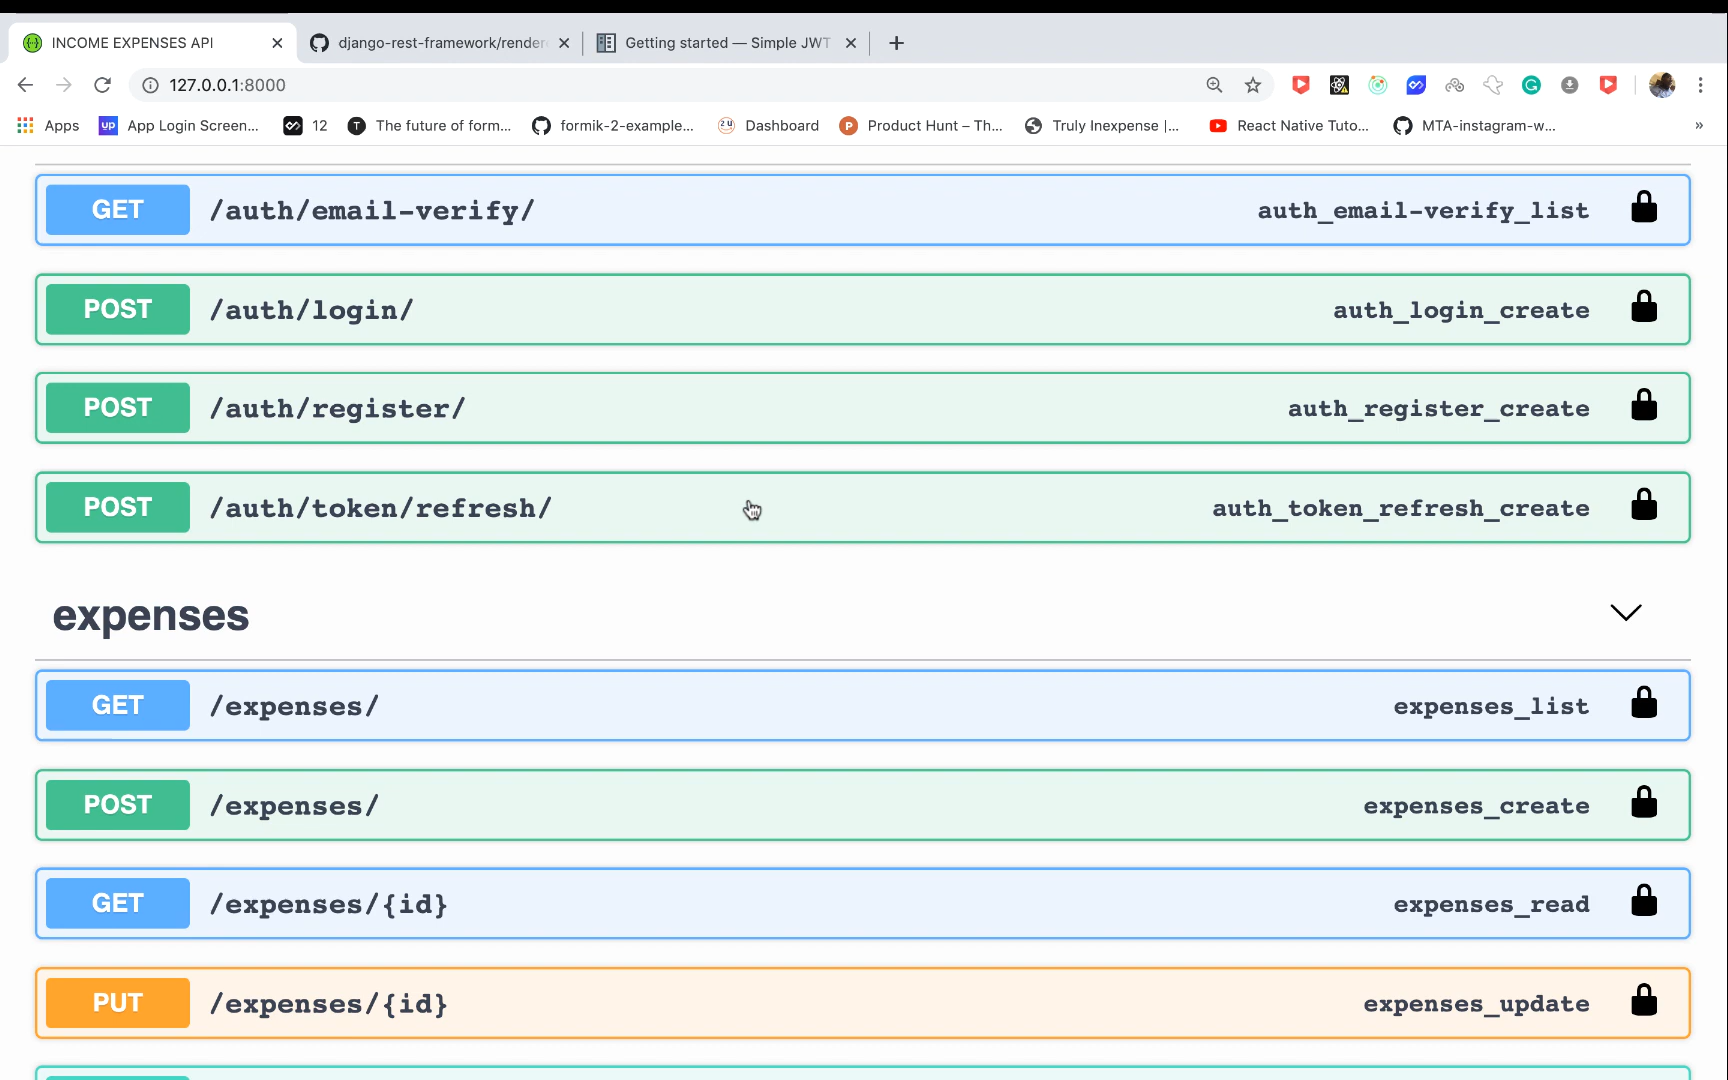 INCOME EXPENSES API
django-rest-framework/render
Getting started — Simple JWT
127.0.0.1:8000
Apps
up
App Login Screen...
12
T
The future of form...
formik-2-example...
2U
Dashboard
P
Product Hunt – Th...
Truly Inexpense |...
React Native Tuto...
MTA-instagram-w...
»
GET /auth/email-verify/ auth_email-verify_list
POST /auth/login/ auth_login_create
POST /auth/register/ auth_register_create
POST /auth/token/refresh/ auth_token_refresh_create
expenses
GET /expenses/ expenses_list
POST /expenses/ expenses_create
GET /expenses/{id} expenses_read
PUT /expenses/{id} expenses_update